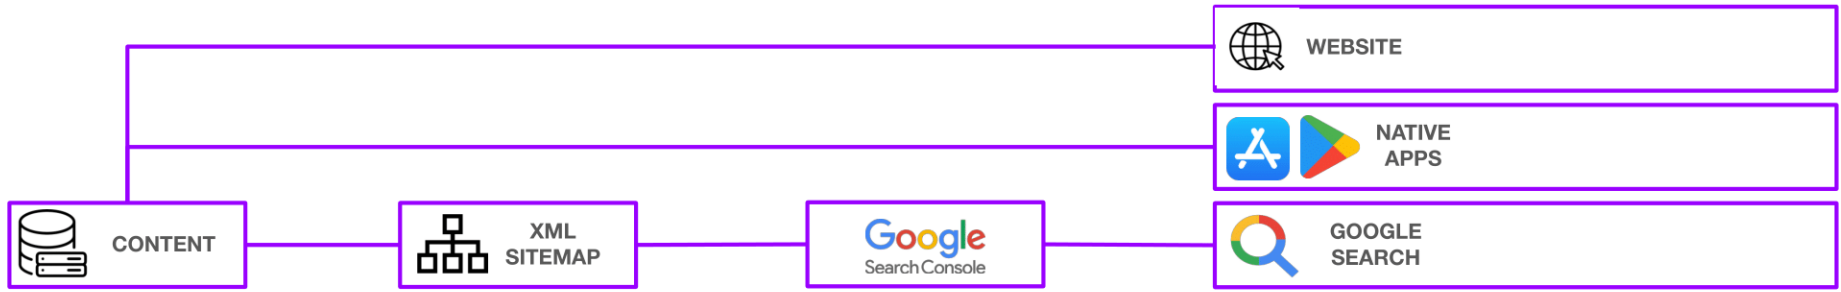 WEBSITE
NATIVE
APPS
CONTENT
XML
SITEMAP
Google
Search Console
GOOGLE
SEARCH